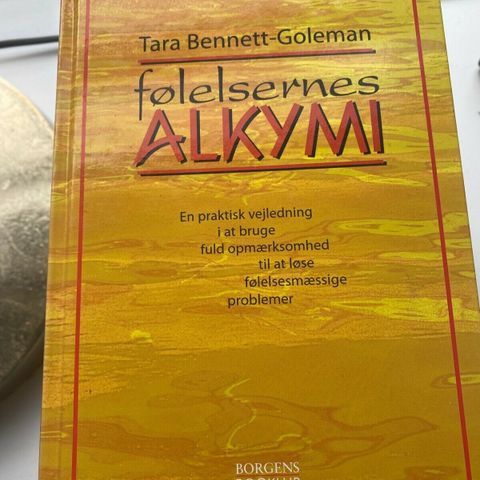 Tara Bennett-Goleman
følelsernes
ALKYMI
En praktisk vejledning
i at bruge
fuld opmærksomhed
til at løse
følelsesmæssige
problemer
BORGENS